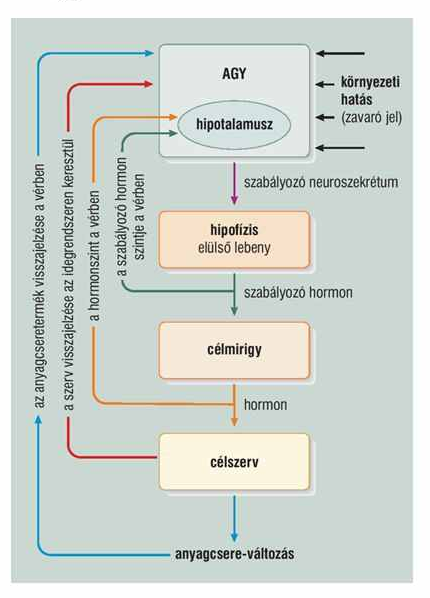 AGY
hipotalamusz
környezeti
hatás
(zavaró jel)
szabályozó neuroszekrétum
hipofízis
elülső lebeny
szabályozó hormon
célmirigy
hormon
célszerv
anyagcsere-változás
az anyagcseretermék visszajelzése a vérben
a szerv visszajelzése az idegrendszeren keresztül
a hormonszint a vérben
a szabályozó hormon
szintje a vérben